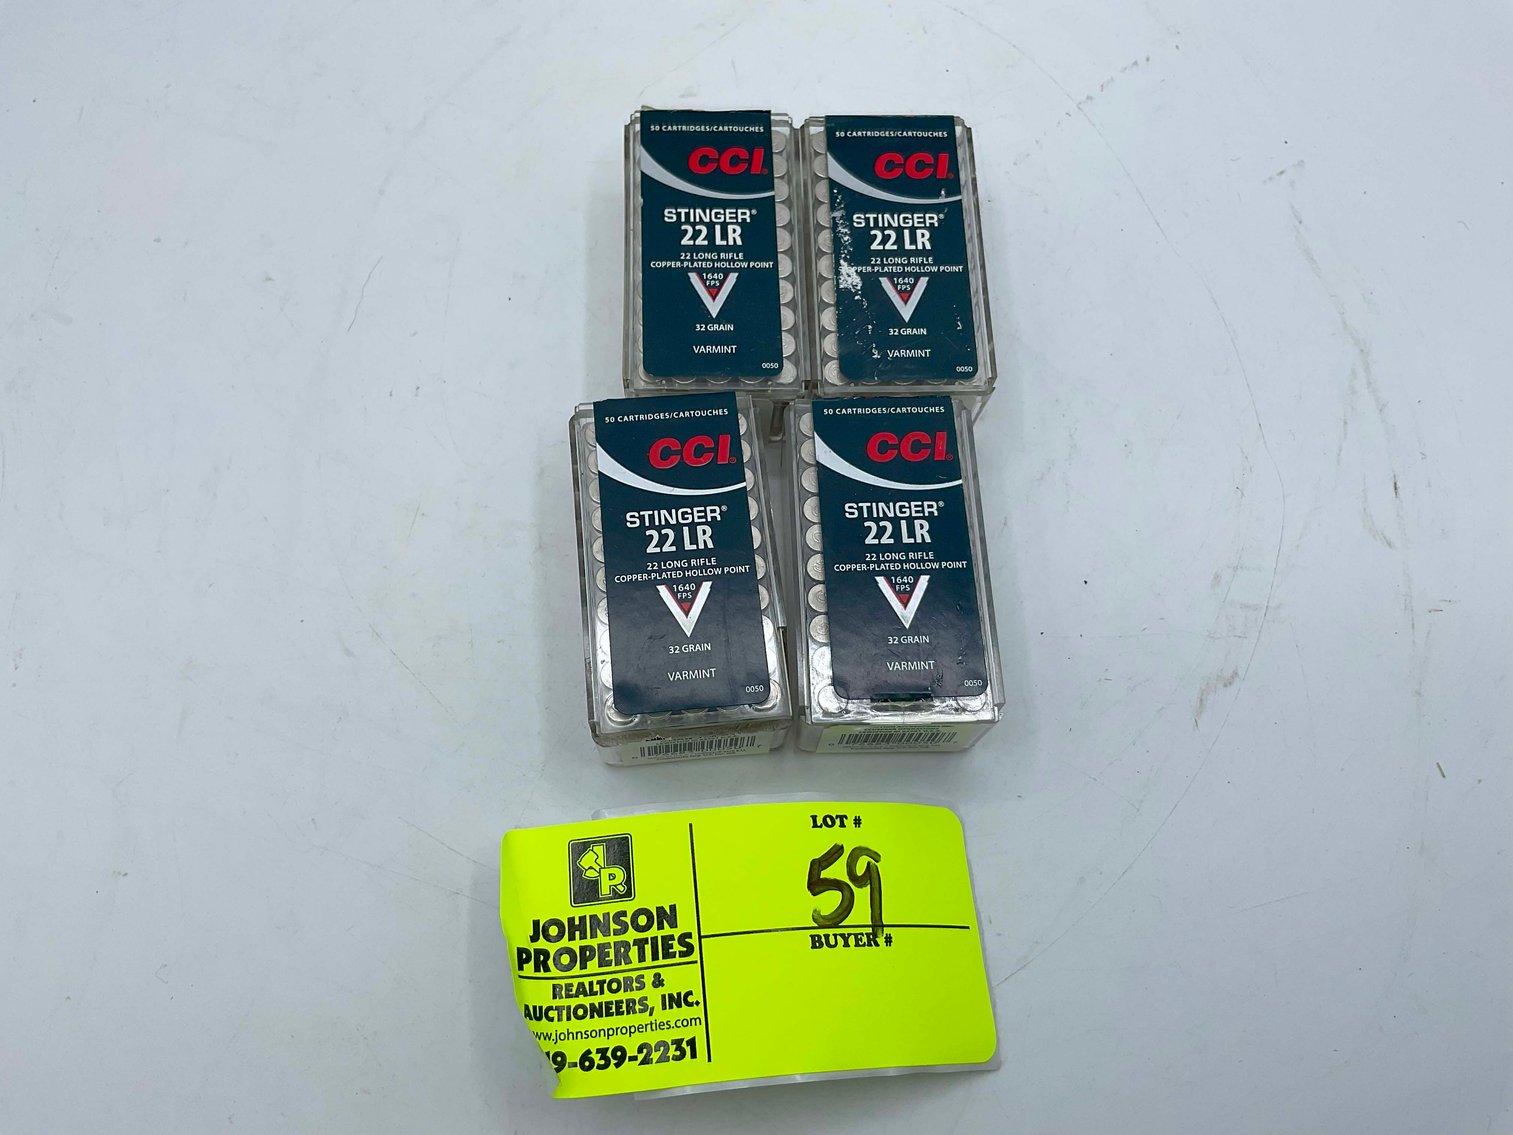 50 CARTRIDGES/CARTOUCHES
CCI®
STINGER®
22 LR
22 LONG RIFLE
COPPER-PLATED HOLLOW POINT
1640
FPS
32 GRAIN
VARMINT
0050
50 CARTRIDGES/CARTOUCHES
CCI®
STINGER®
22 LR
22 LONG RIFLE
COPPER-PLATED HOLLOW POINT
1640
FPS
32 GRAIN
VARMINT
0050
50 CARTRIDGES/CARTOUCHES
CCI®
STINGER®
22 LR
22 LONG RIFLE
COPPER-PLATED HOLLOW POINT
1640
FPS
32 GRAIN
VARMINT
0050
50 CARTRIDGES/CARTOUCHES
CCI®
STINGER®
22 LR
22 LONG RIFLE
COPPER-PLATED HOLLOW POINT
1640
FPS
32 GRAIN
VARMINT
0050
JOHNSON
PROPERTIES
REALTORS &
AUCTIONEERS, INC.
www.johnsonproperties.com
9-639-2231
LOT #
59
BUYER #